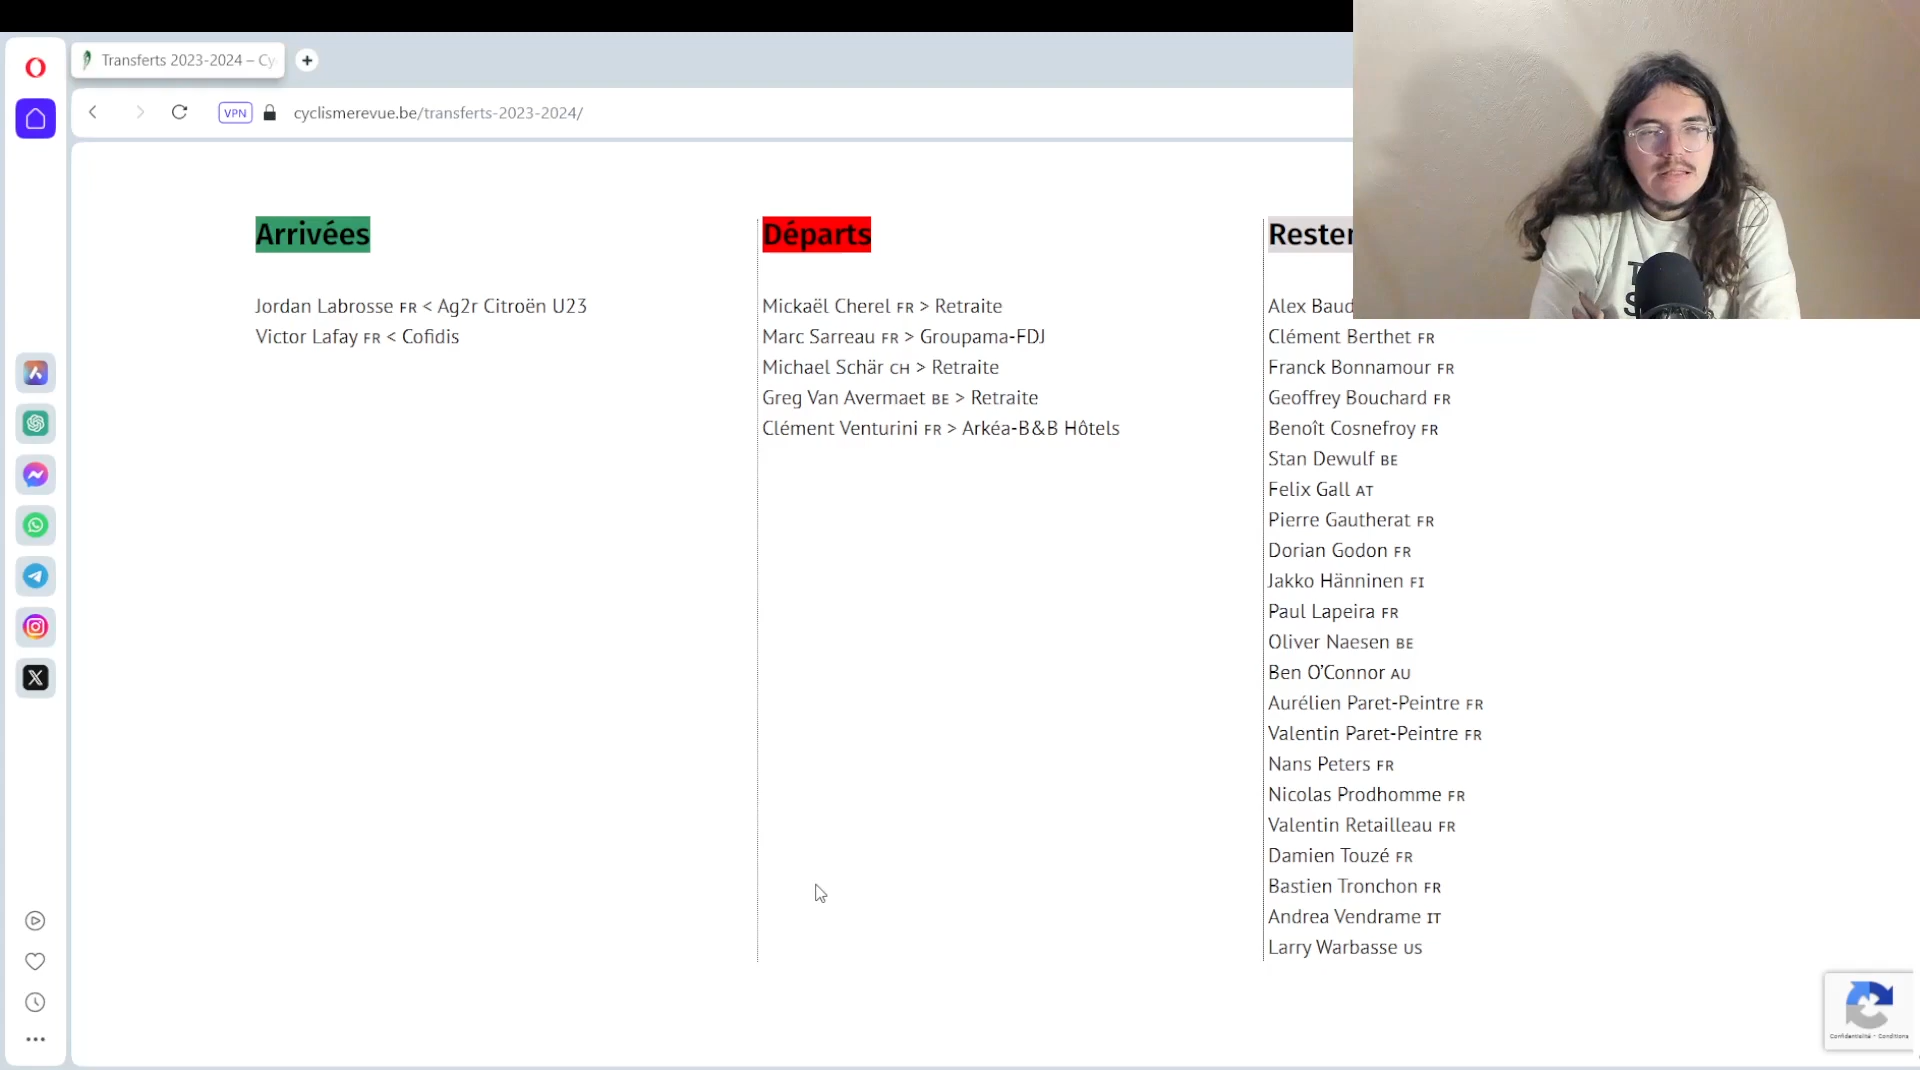 Transferts 2023-2024 – Cy
VPN
cyclismerevue.be/transferts-2023-2024/
Arrivées
Jordan Labrosse FR < Ag2r Citroën U23
Victor Lafay FR < Cofidis
Départs
Mickaël Cherel FR > Retraite
Marc Sarreau FR > Groupama-FDJ
Michael Schär CH > Retraite
Greg Van Avermaet BE > Retraite
Clément Venturini FR > Arkéa-B&B Hôtels
Rester
Alex Baud
Clément Berthet FR
Franck Bonnamour FR
Geoffrey Bouchard FR
Benoît Cosnefroy FR
Stan Dewulf BE
Felix Gall AT
Pierre Gautherat FR
Dorian Godon FR
Jakko Hänninen FI
Paul Lapeira FR
Oliver Naesen BE
Ben O’Connor AU
Aurélien Paret-Peintre FR
Valentin Paret-Peintre FR
Nans Peters FR
Nicolas Prodhomme FR
Valentin Retailleau FR
Damien Touzé FR
Bastien Tronchon FR
Andrea Vendrame IT
Larry Warbasse US
Confidentialité - Conditions